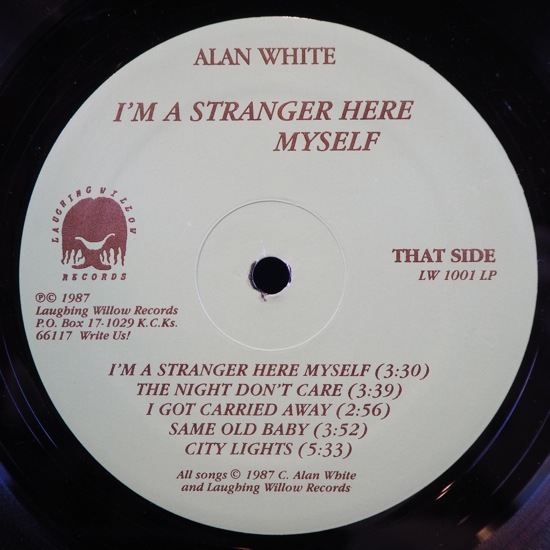 ALAN WHITE
I'M A STRANGER HERE
MYSELF
LAUGHING WILLOW
RECORDS
THAT SIDE
LW 1001 LP
℗© 1987
Laughing Willow Records
P.O. Box 17-1029 K.C.Ks.
66117 Write Us!
I'M A STRANGER HERE MYSELF (3:30)
THE NIGHT DON'T CARE (3:39)
I GOT CARRIED AWAY (2:56)
SAME OLD BABY (3:52)
CITY LIGHTS (5:33)
All songs © 1987 C. Alan White
and Laughing Willow Records